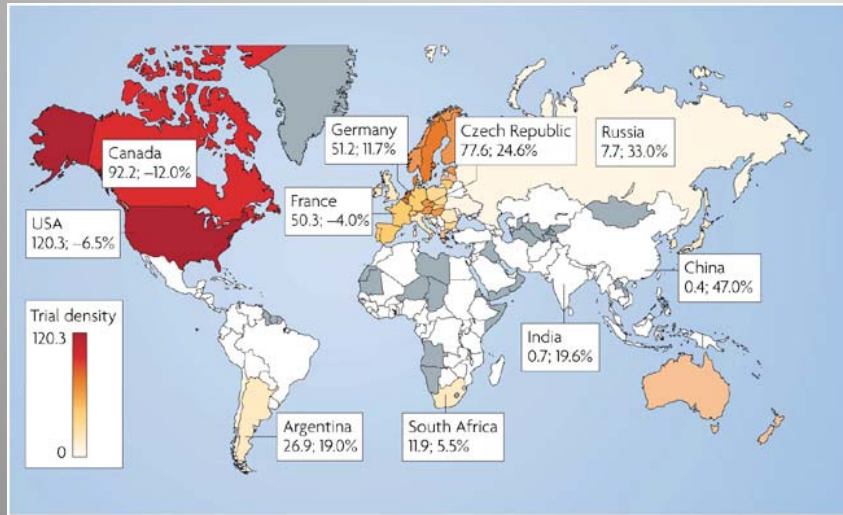 Canada
92.2; –12.0%
USA
120.3; –6.5%
Germany
51.2; 11.7%
Czech Republic
77.6; 24.6%
Russia
7.7; 33.0%
France
50.3; –4.0%
China
0.4; 47.0%
India
0.7; 19.6%
Trial density
120.3
0
Argentina
26.9; 19.0%
South Africa
11.9; 5.5%